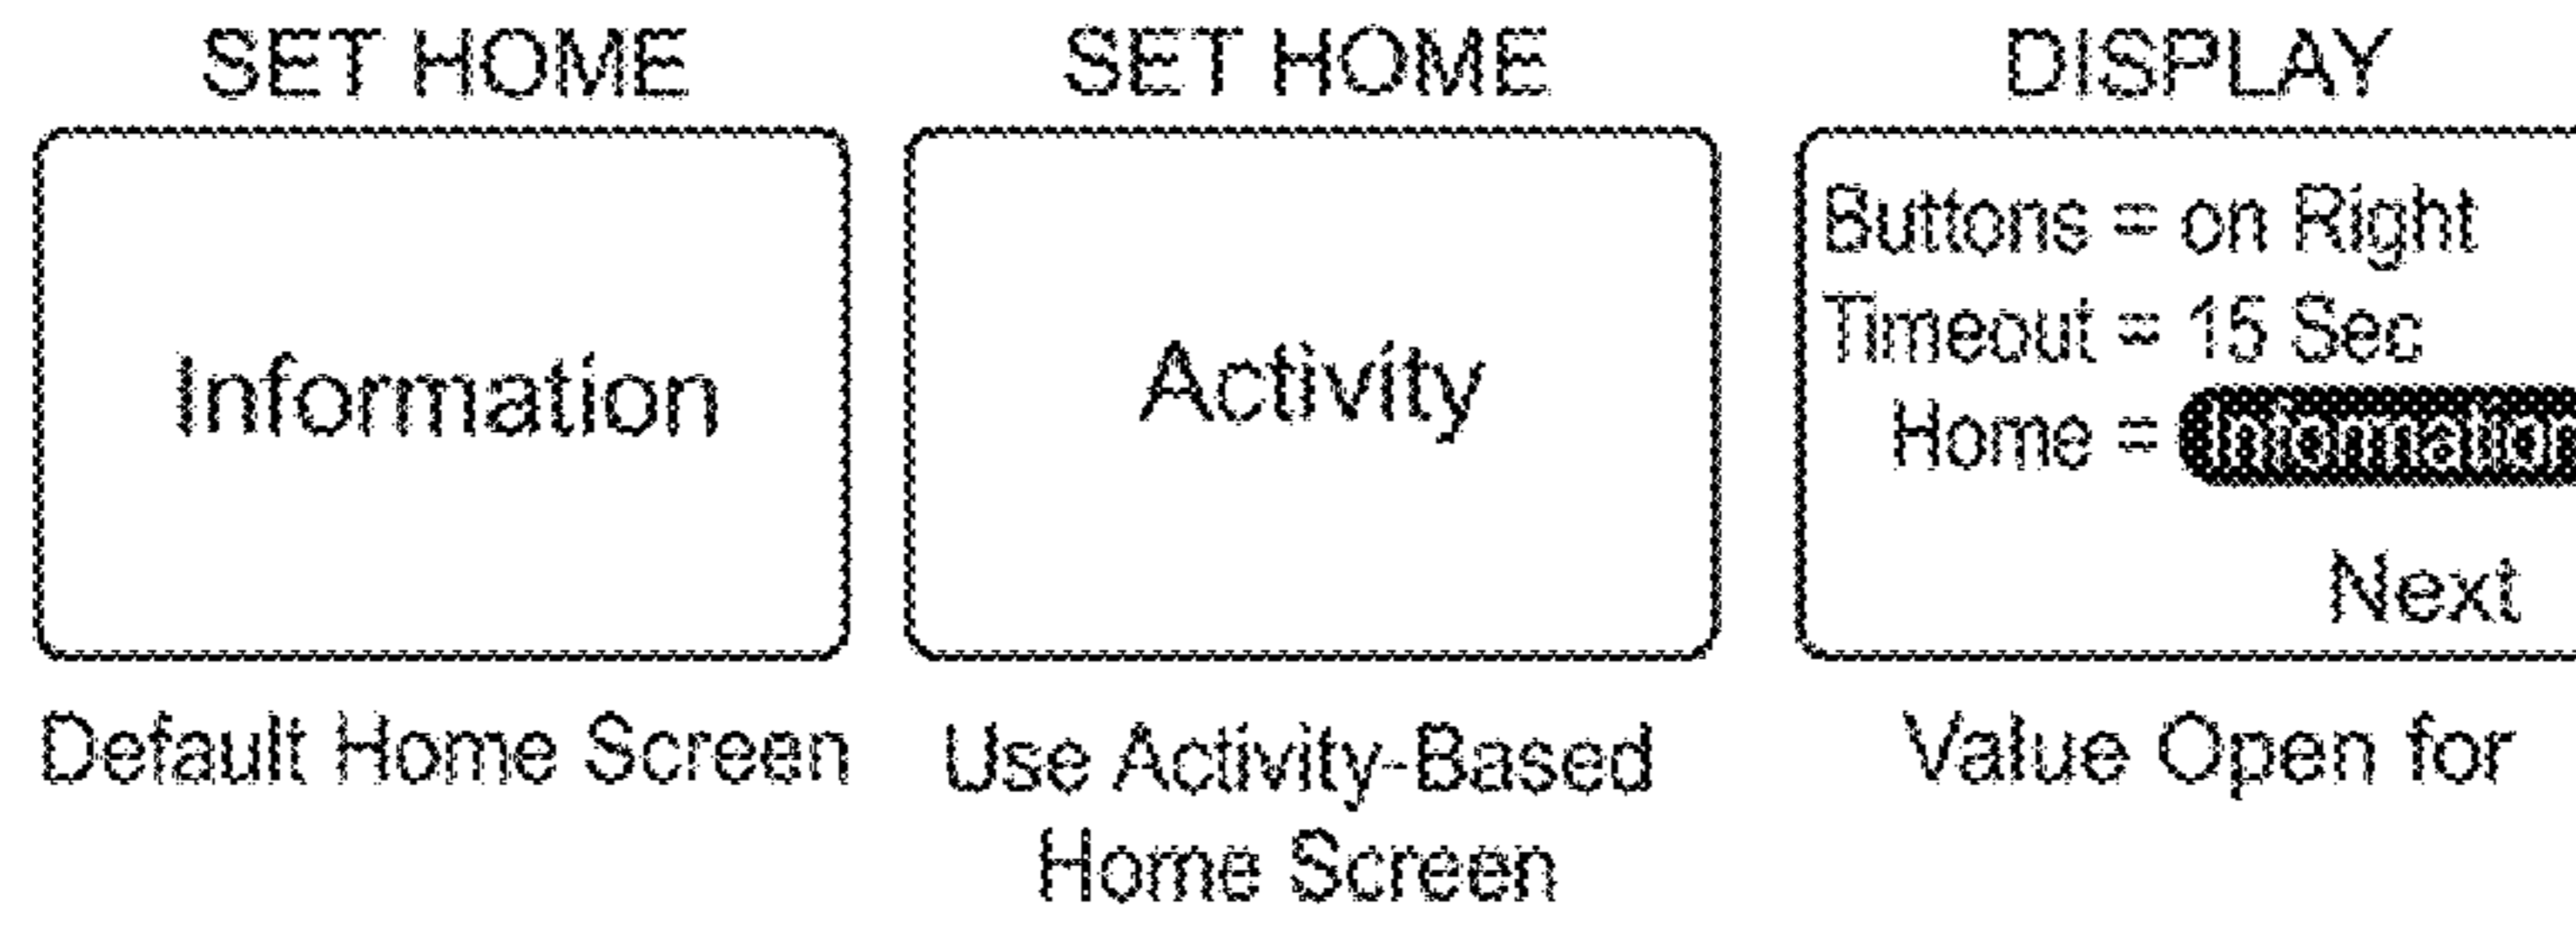 SET HOME
Information
Default Home Screen
SET HOME
Activity
Use Activity-Based
Home Screen
DISPLAY
Buttons = on Right
Timeout = 15 Sec
Home = Information
Next
Value Open for